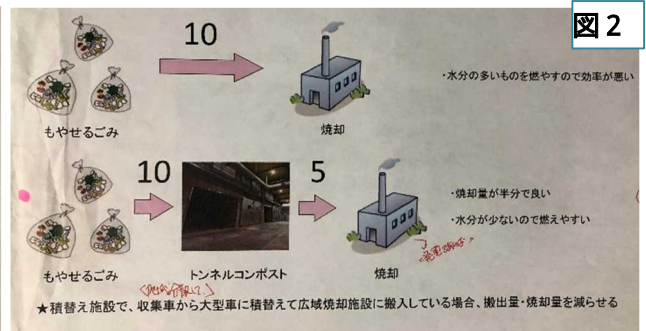 図2
10
・水分の多いものを燃やすので効率が悪い
もやせるごみ
焼却
10
5
・焼却量が半分で良い
・水分が少ないので燃えやすい
もやせるごみ
トンネルコンポスト
焼却
★積替え施設で、収集車から大型車に積替えて広域焼却施設に搬入している場合、搬出量・焼却量を減らせる